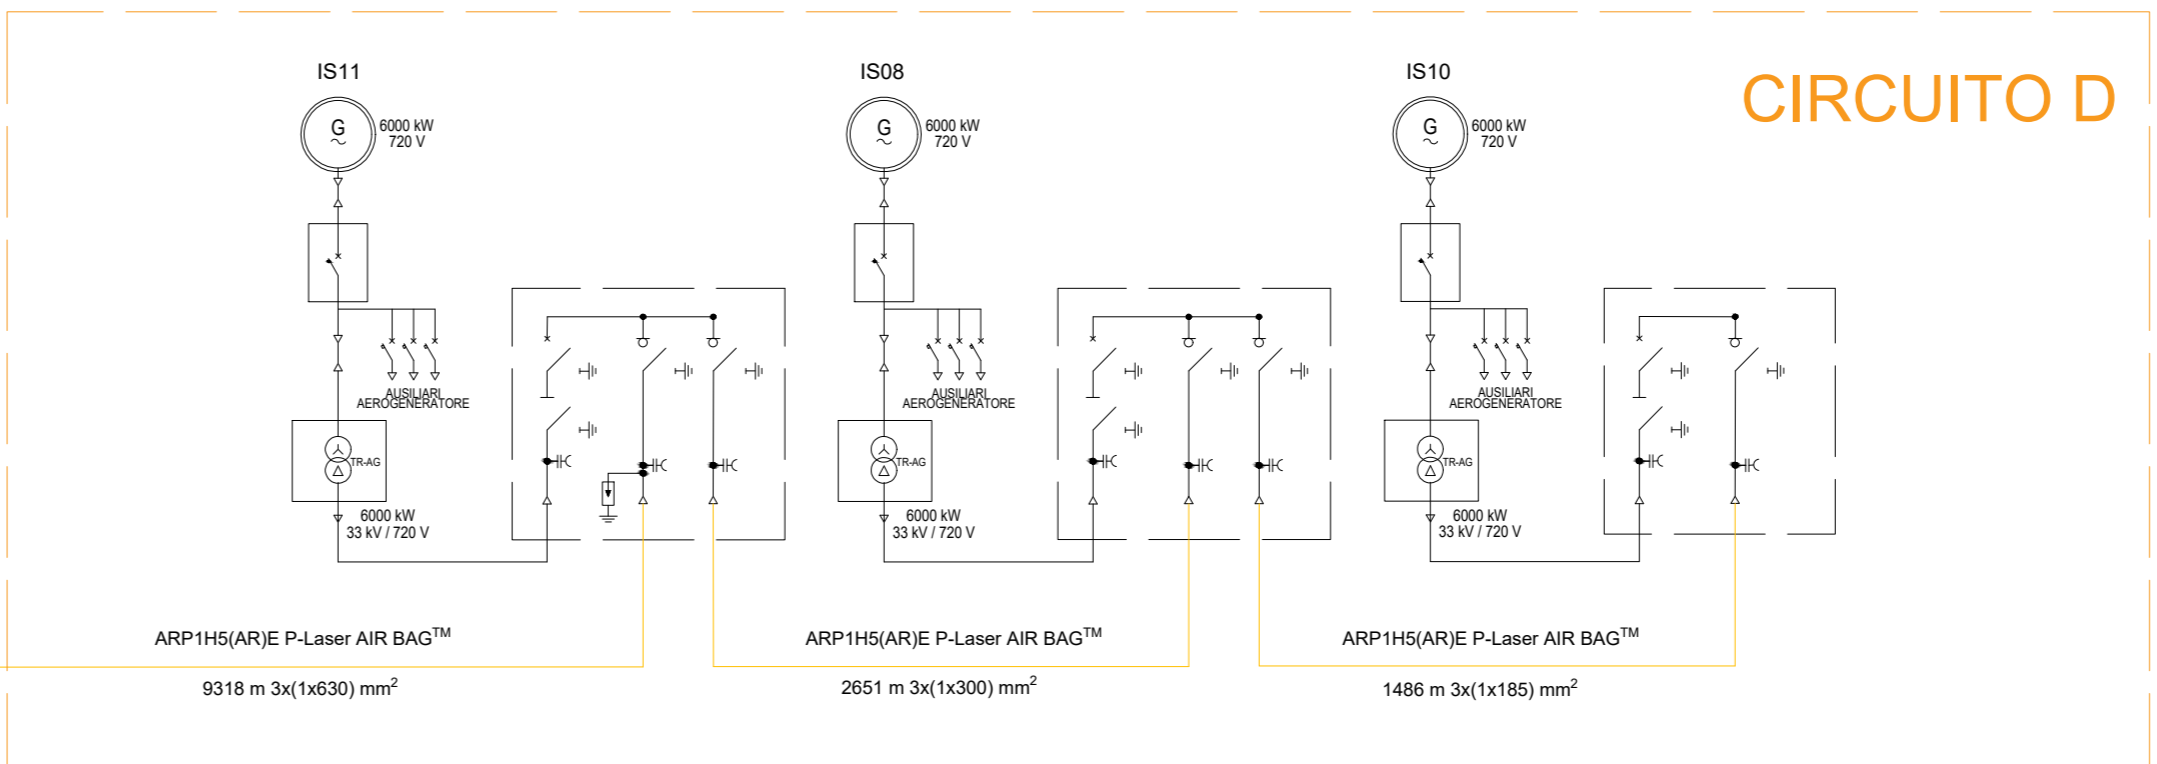 CIRCUITO D
IS11
G
6000 kW
720 V
AUSILIARI
AEROGENERATORE
TR-AG
6000 kW
33 kV / 720 V
IS08
G
6000 kW
720 V
AUSILIARI
AEROGENERATORE
TR-AG
6000 kW
33 kV / 720 V
IS10
G
6000 kW
720 V
AUSILIARI
AEROGENERATORE
TR-AG
6000 kW
33 kV / 720 V
ARP1H5(AR)E P-Laser AIR BAG™
9318 m 3x(1x630) mm²
ARP1H5(AR)E P-Laser AIR BAG™
2651 m 3x(1x300) mm²
ARP1H5(AR)E P-Laser AIR BAG™
1486 m 3x(1x185) mm²